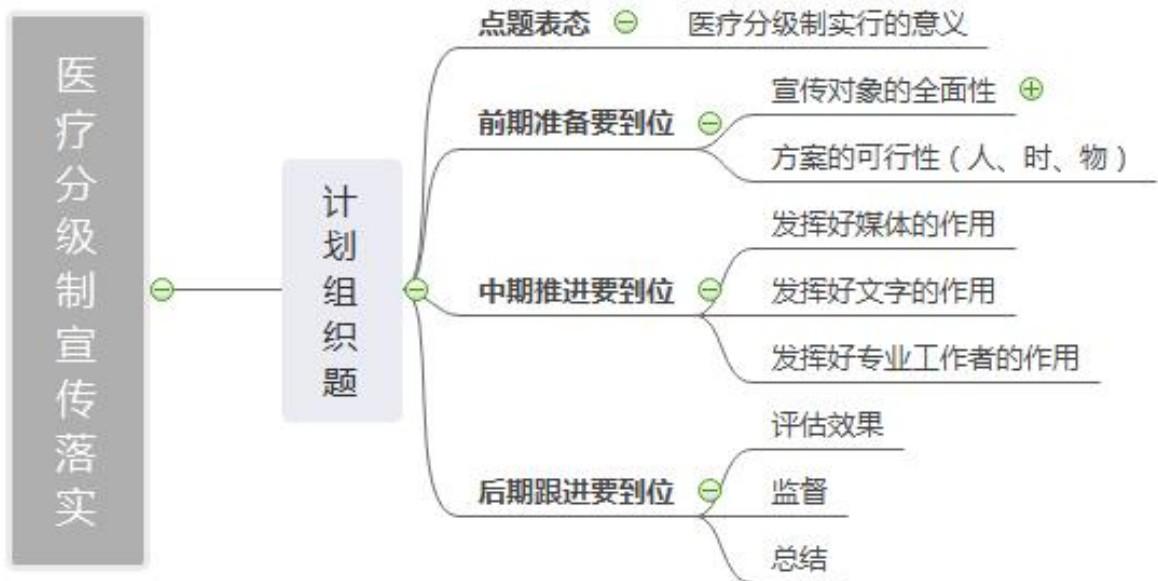 医疗分级制宣传落实
计划组织题
点题表态
医疗分级制实行的意义
前期准备要到位
宣传对象的全面性
方案的可行性（人、时、物）
中期推进要到位
发挥好媒体的作用
发挥好文字的作用
发挥好专业工作者的作用
后期跟进要到位
评估效果
监督
总结